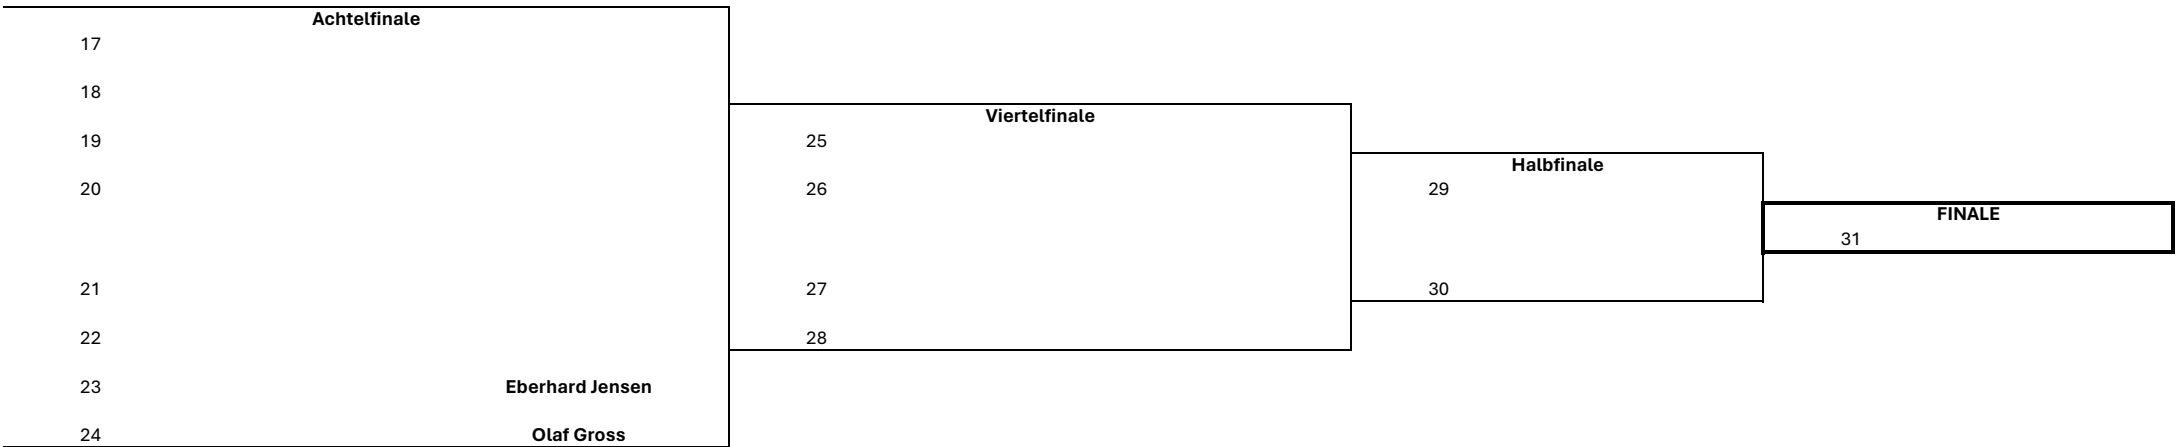 Achtelfinale
17
18
Viertelfinale
19 25
Halbfinale
20 26 29
FINALE
31
21 27 30
22 28
23 Eberhard Jensen
24 Olaf Gross